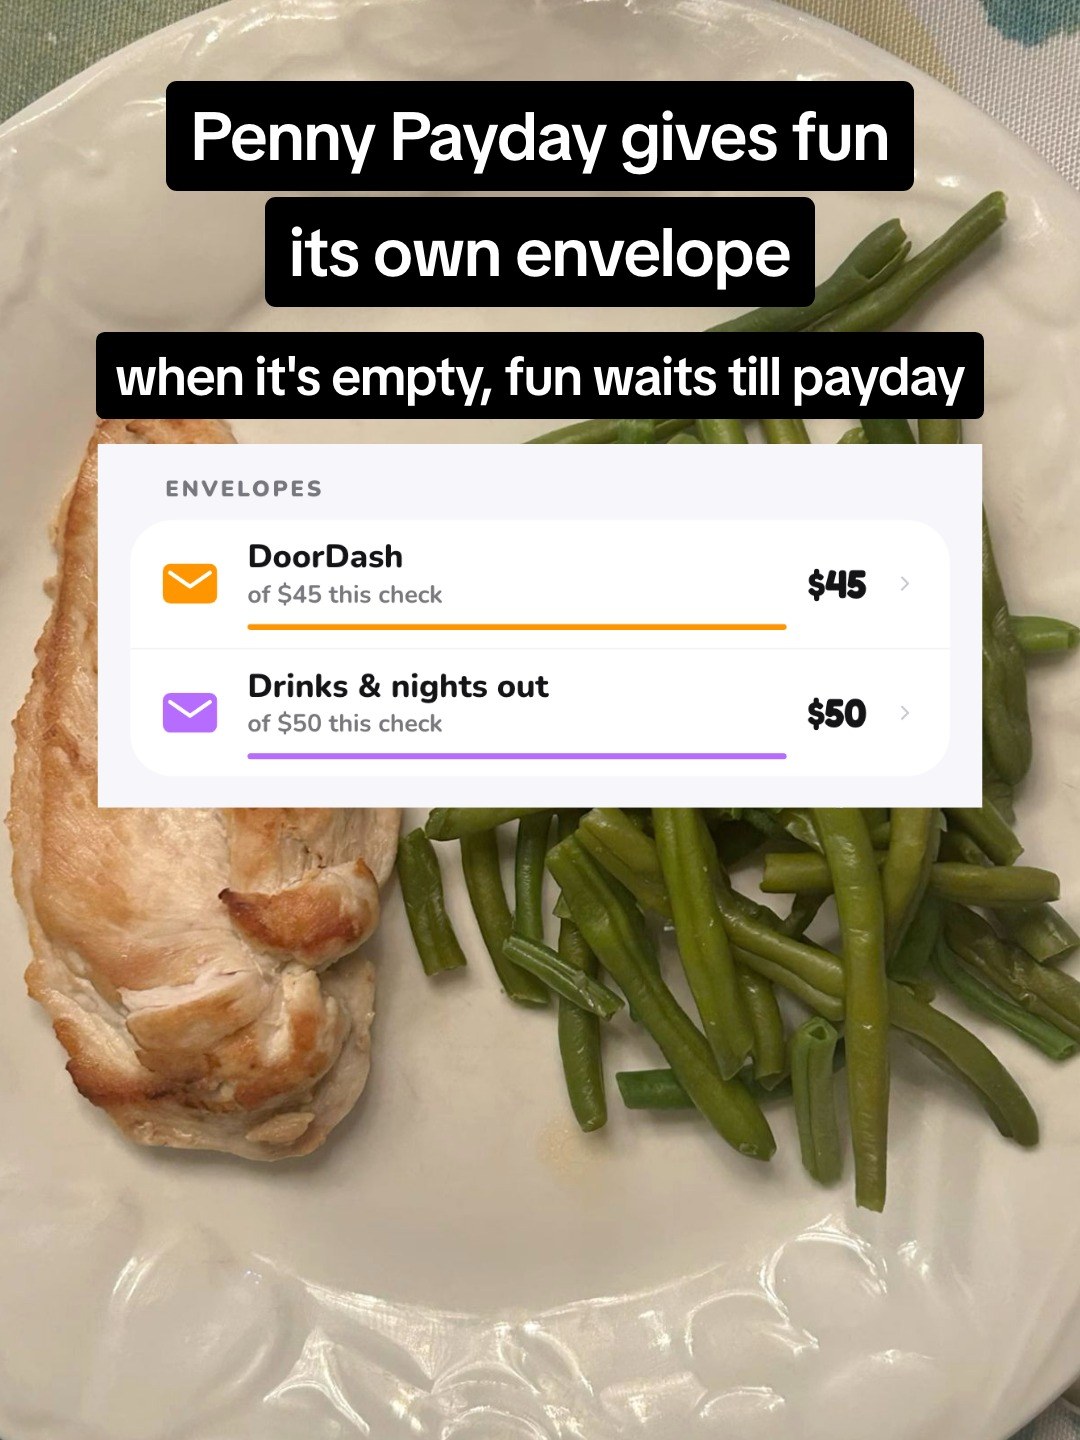 Penny Payday gives fun
its own envelope
when it's empty, fun waits till payday
ENVELOPES
DoorDash
of $45 this check
$45
Drinks & nights out
of $50 this check
$50